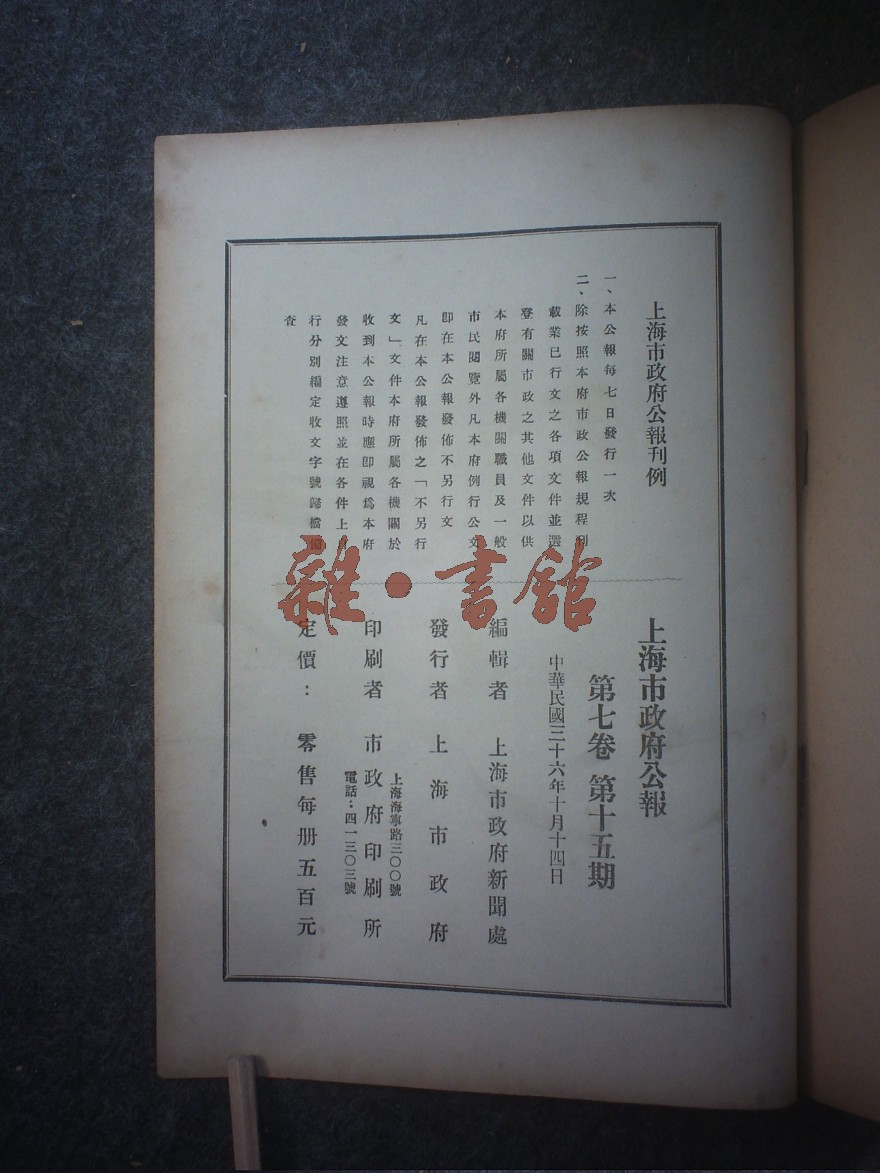 上海市政府公報刊例
一、本公報每七日發行一次
二、除按照本府市政公報規程刊
載業已行文之各項文件並選
登有關市政之其他文件以供
本府所屬各機關職員及一般
市民閱覽外凡本府例行公文
即在本公報發佈不另行文
凡在本公報發佈之「不另行
文」文件本府所屬各機關於
收到本公報時應即視爲本府
發文注意遵照並在各件上
行分別編定收文字號歸檔備
查
上海市政府公報
第七卷 第十五期
中華民國三十六年十月十四日
編輯者 上海市政府新聞處
發行者 上海市政府
印刷者 市政府印刷所
上海海寧路三〇〇號
電話：四一三〇三號
定價： 零售每册五百元
雜·書館